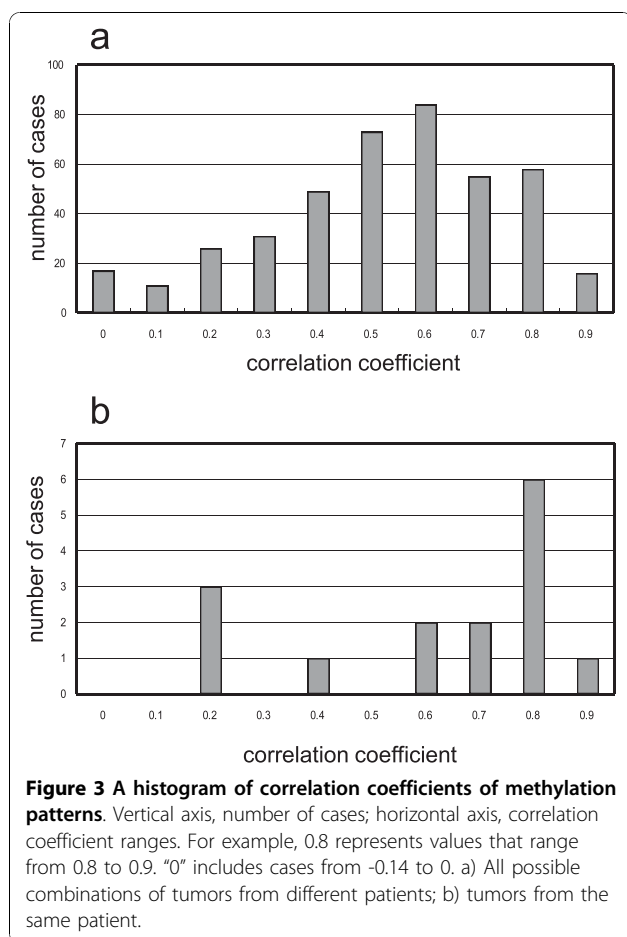 a
100
80
60
40
20
0
number of cases
0 0.1 0.2 0.3 0.4 0.5 0.6 0.7 0.8 0.9
correlation coefficient
b
7
6
5
4
3
2
1
0
number of cases
0 0.1 0.2 0.3 0.4 0.5 0.6 0.7 0.8 0.9
correlation coefficient
Figure 3 A histogram of correlation coefficients of methylation
patterns. Vertical axis, number of cases; horizontal axis, correlation
coefficient ranges. For example, 0.8 represents values that range
from 0.8 to 0.9. “0” includes cases from -0.14 to 0. a) All possible
combinations of tumors from different patients; b) tumors from the
same patient.